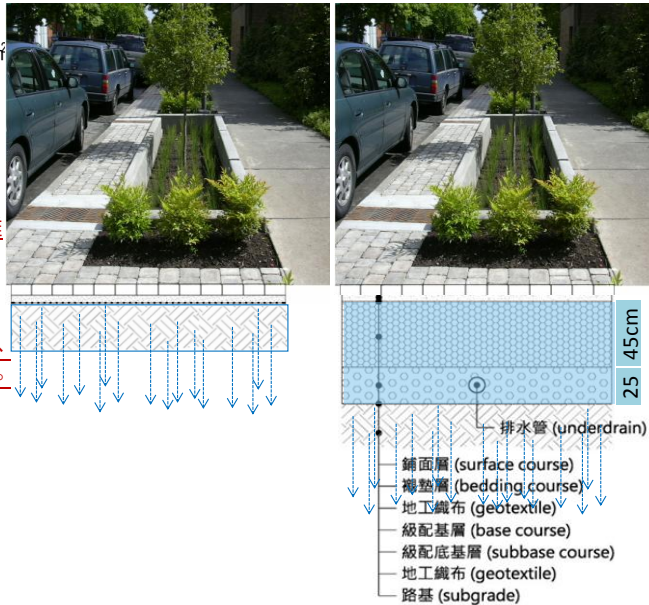 45cm
25
排水管 (underdrain)
鋪面層 (surface course)
襯墊層 (bedding course)
地工織布 (geotextile)
級配基層 (base course)
級配底基層 (subbase course)
地工織布 (geotextile)
路基 (subgrade)